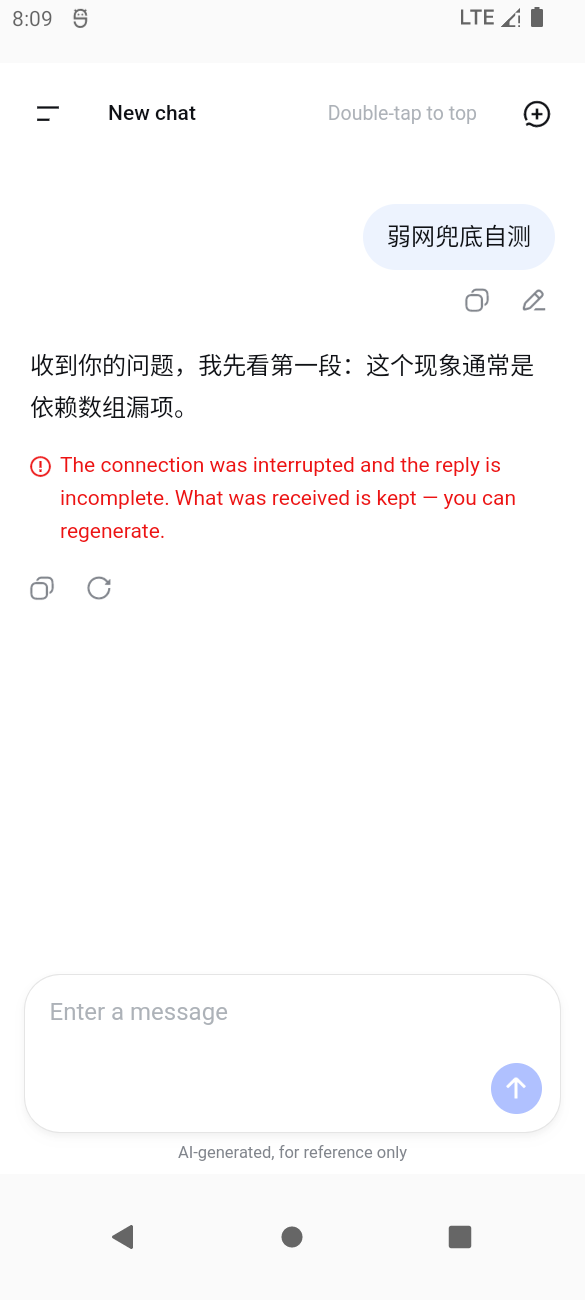 8:09
LTE
New chat
Double-tap to top
弱网兜底自测
收到你的问题，我先看第一段：这个现象通常是
依赖数组漏项。
The connection was interrupted and the reply is
incomplete. What was received is kept — you can
regenerate.
Enter a message
AI-generated, for reference only